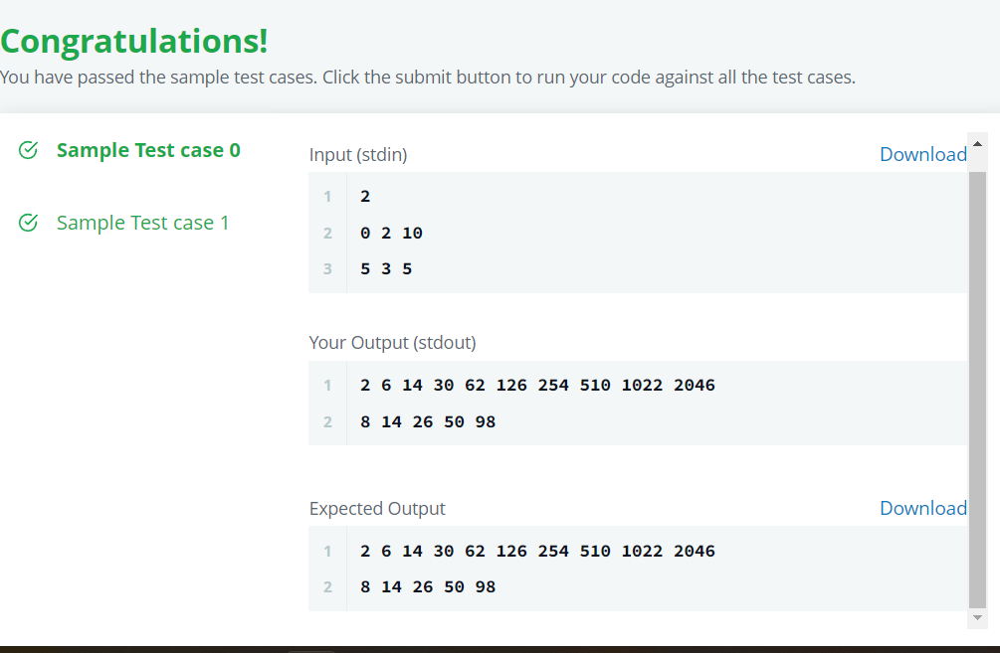 Congratulations!
You have passed the sample test cases. Click the submit button to run your code against all the test cases.
Sample Test case 0
Sample Test case 1
Input (stdin)
Download
1 2
2 0 2 10
3 5 3 5
Your Output (stdout)
1 2 6 14 30 62 126 254 510 1022 2046
2 8 14 26 50 98
Expected Output
Download
1 2 6 14 30 62 126 254 510 1022 2046
2 8 14 26 50 98